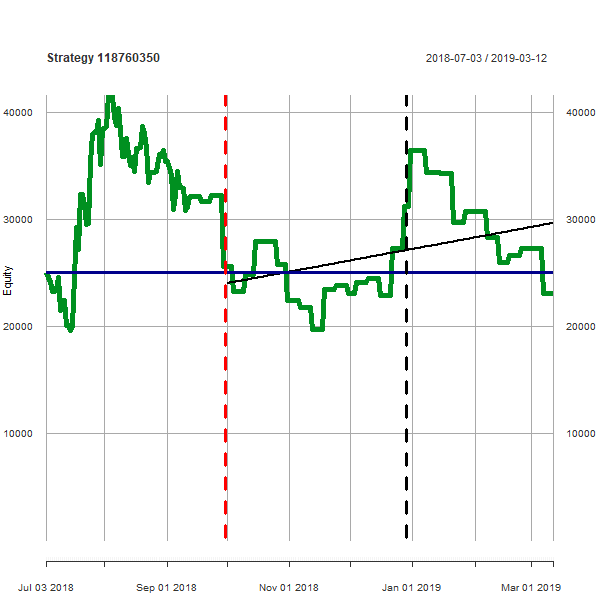 Strategy 118760350 2018-07-03 / 2019-03-12
40000 40000
30000 30000
Equity
20000 20000
10000 10000
Jul 03 2018 Sep 01 2018 Nov 01 2018 Jan 01 2019 Mar 01 2019